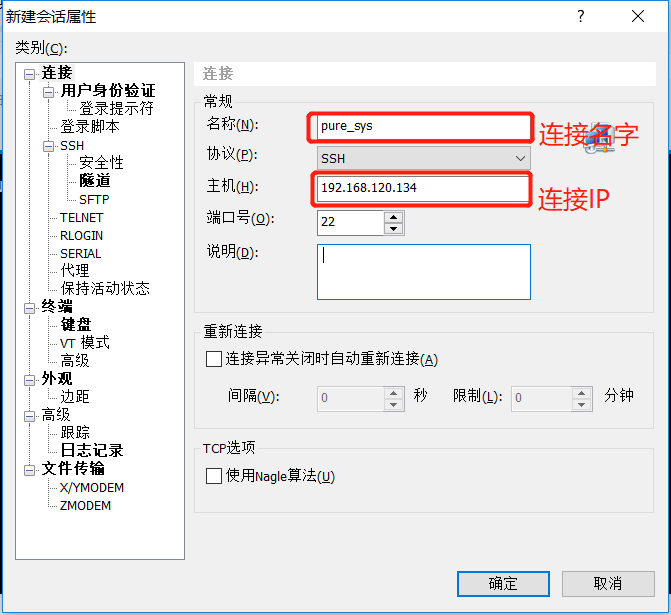 新建会话属性
类别(C):
连接
用户身份验证
登录提示符
登录脚本
SSH
安全性
隧道
SFTP
TELNET
RLOGIN
SERIAL
代理
保持活动状态
终端
键盘
VT 模式
高级
外观
边距
高级
跟踪
日志记录
文件传输
X/YMODEM
ZMODEM
连接
常规
名称(N):
pure_sys
连接名字
协议(P):
SSH
主机(H):
192.168.120.134
连接IP
端口号(O):
22
说明(D):
重新连接
连接异常关闭时自动重新连接(A)
间隔(V):
0
秒
限制(L):
0
分钟
TCP选项
使用Nagle算法(U)
确定
取消